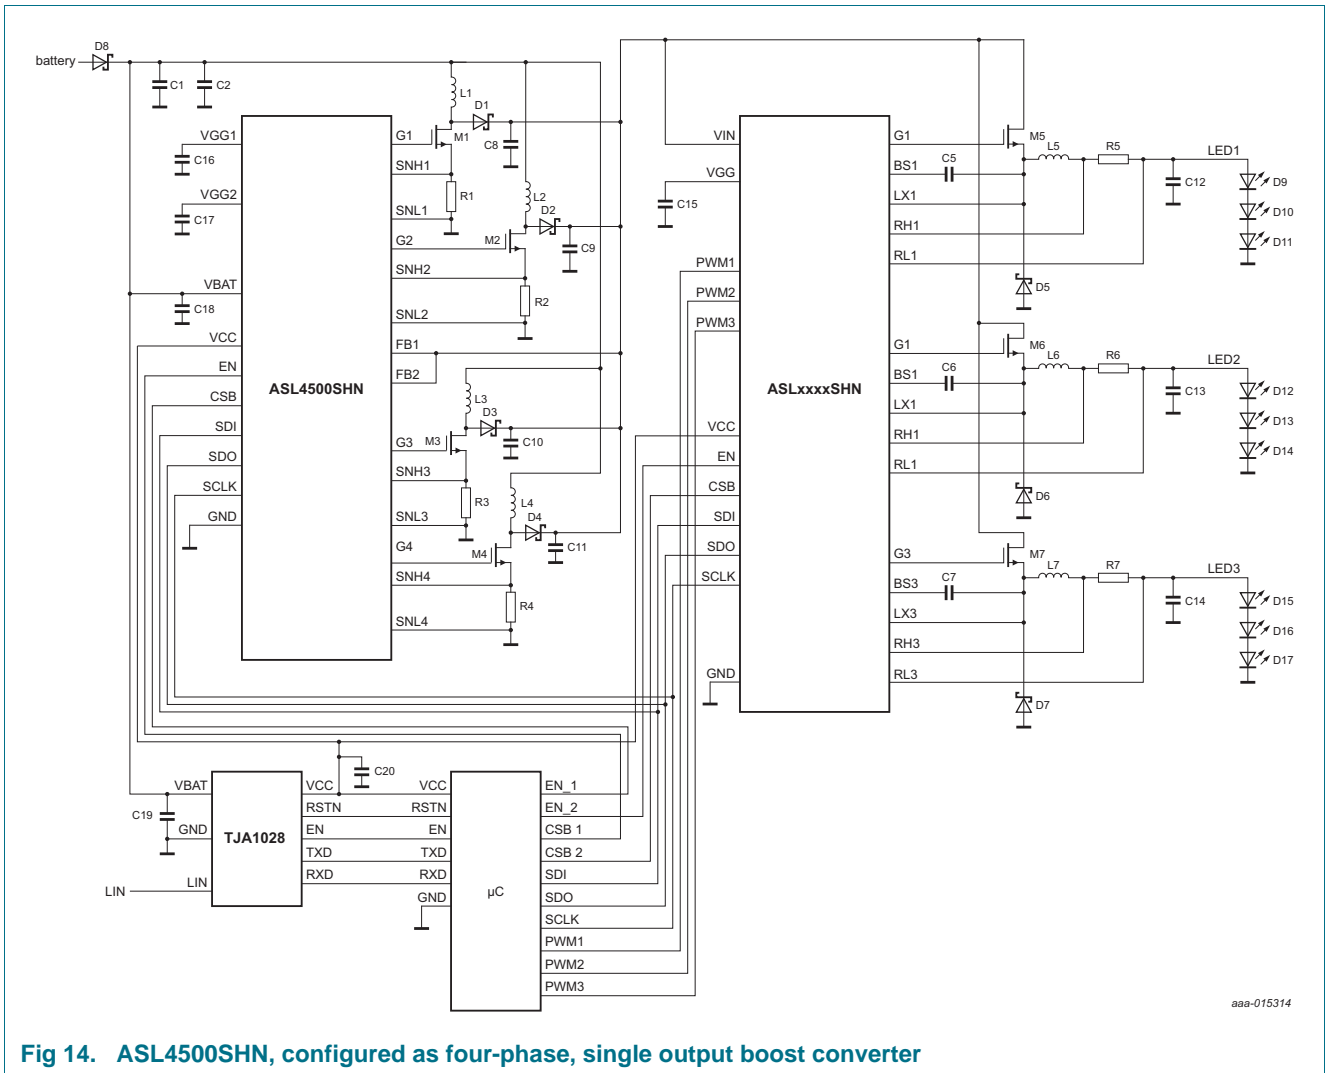 battery
D8
C1
C2
L1
D1
M1
C8
R1
L2
D2
M2
C9
R2
L3
D3
M3
C10
R3
L4
D4
M4
C11
R4
VGG1
C16
VGG2
C17
VBAT
C18
VCC
EN
CSB
SDI
SDO
SCLK
GND
ASL4500SHN
G1
SNH1
SNL1
G2
SNH2
SNL2
FB1
FB2
G3
SNH3
SNL3
G4
SNH4
SNL4
VIN
VGG
C15
PWM1
PWM2
PWM3
VCC
EN
CSB
SDI
SDO
SCLK
GND
ASLxxxxSHN
G1
BS1
LX1
RH1
RL1
C5
M5
L5
R5
LED1
C12
D9
D10
D11
D5
G1
BS1
LX1
RH1
RL1
C6
M6
L6
R6
LED2
C13
D12
D13
D14
D6
G3
BS3
LX3
RH3
RL3
C7
M7
L7
R7
LED3
C14
D15
D16
D17
D7
C20
C19
VBAT
GND
LIN
LIN
TJA1028
VCC
RSTN
EN
TXD
RXD
VCC
RSTN
EN
TXD
RXD
GND
µC
EN_1
EN_2
CSB 1
CSB 2
SDI
SDO
SCLK
PWM1
PWM2
PWM3
aaa-015314
Fig 14. ASL4500SHN, configured as four-phase, single output boost converter